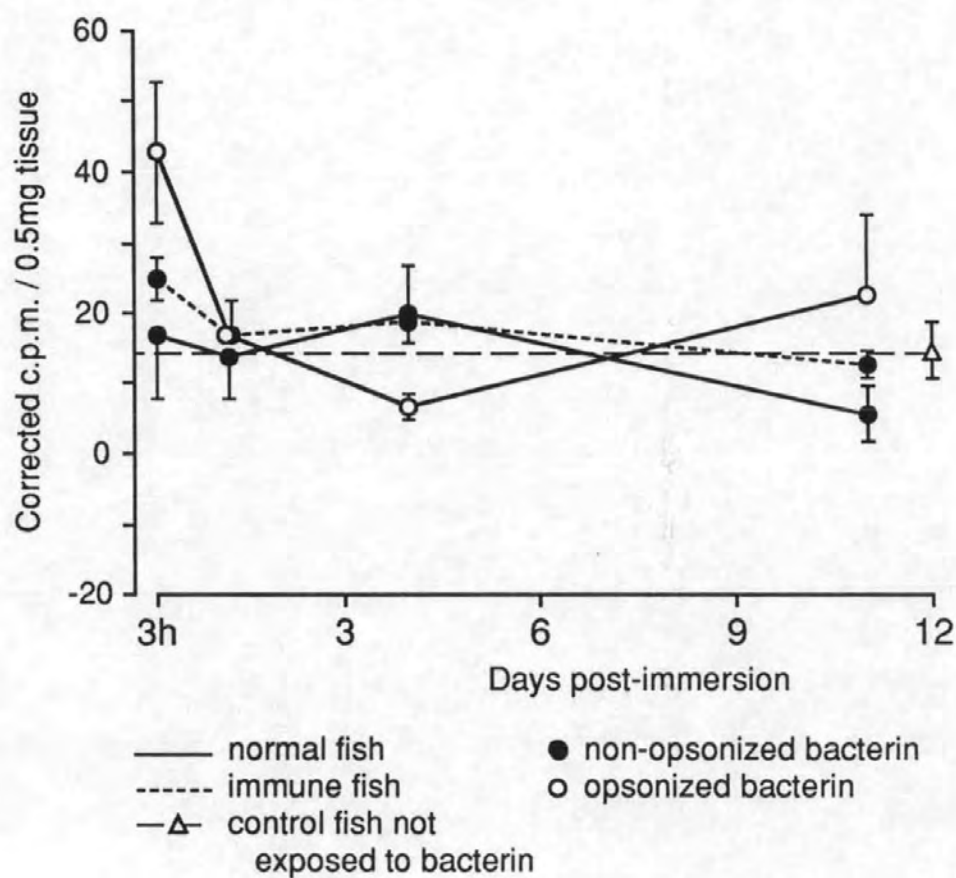 60
40
20
0
-20
Corrected c.p.m. / 0.5mg tissue
3h 3 6 9 12
Days post-immersion
normal fish
immune fish
control fish not
exposed to bacterin
non-opsonized bacterin
opsonized bacterin